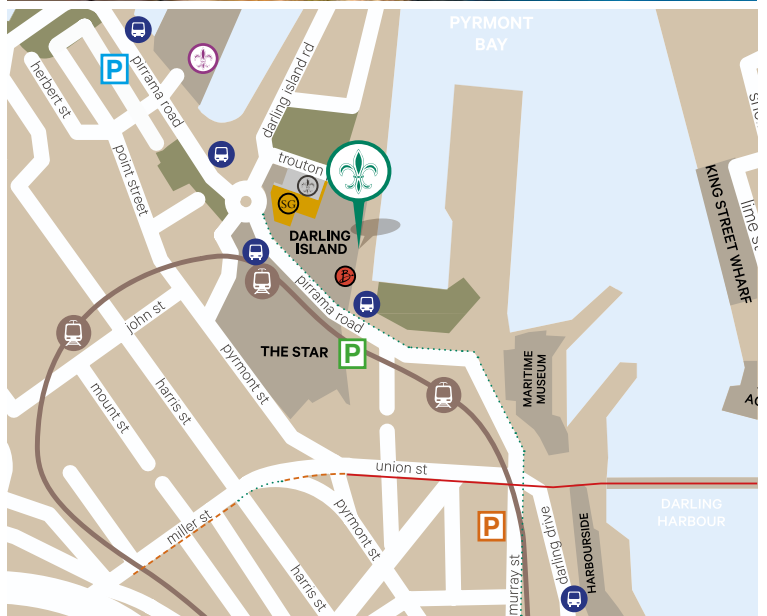 PYRMONT
BAY
P
herbert st
pirrama road
darling island rd
point street
trouton
SG
DARLING
ISLAND
B
KING STREET WHARF
lime st
pirrama road
john st
THE STAR
P
pyrmont st
MARITIME
MUSEUM
mount st
harris st
union st
miller st
pyrmont st
P
murray st
darling drive
HARBOURSIDE
DARLING
HARBOUR
harris st